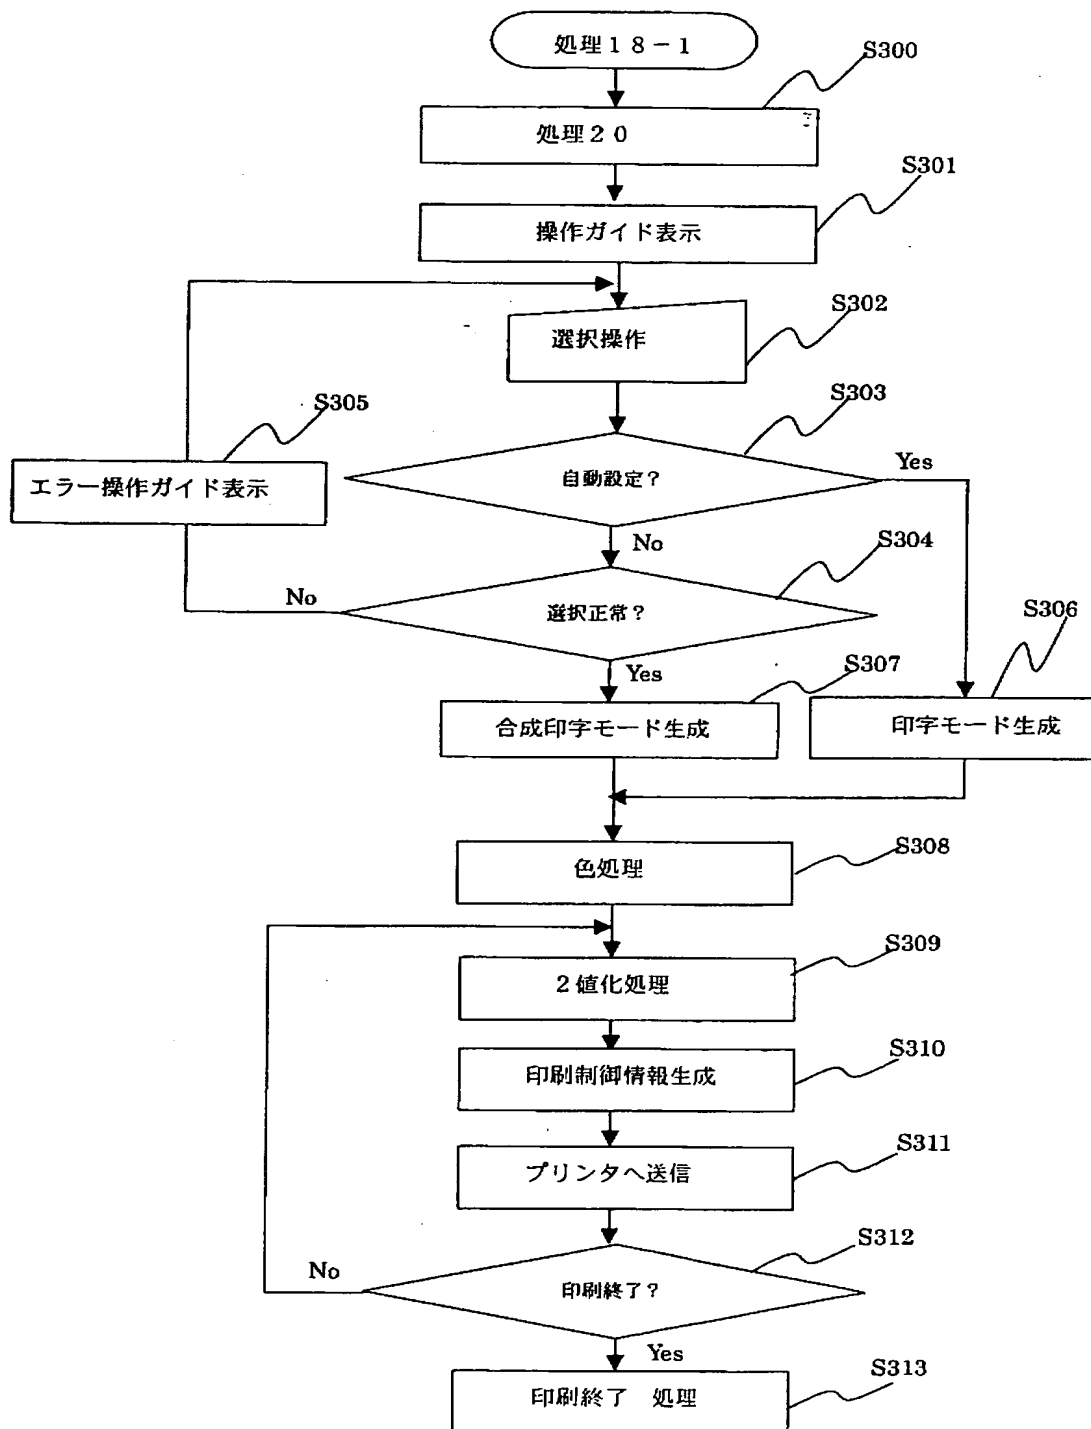 処理１８－１
S300
処理２０
S301
操作ガイド表示
S302
選択操作
S303
自動設定？
Yes
S305
エラー操作ガイド表示
No
S304
選択正常？
No
Yes
S306
S307
合成印字モード生成
印字モード生成
S308
色処理
S309
２値化処理
S310
印刷制御情報生成
S311
プリンタへ送信
S312
印刷終了？
No
Yes
S313
印刷終了　処理